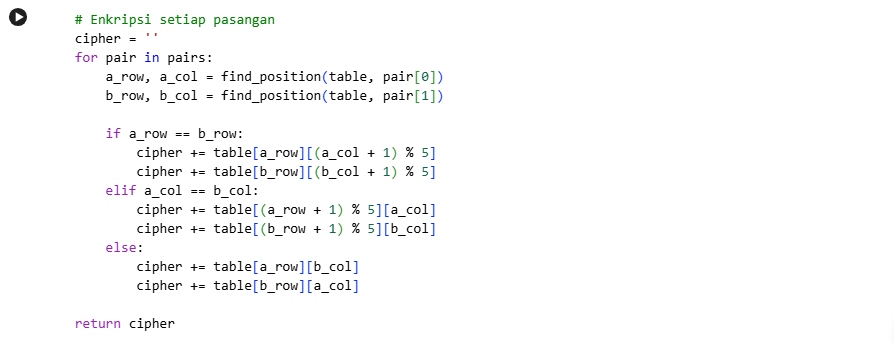 # Enkripsi setiap pasangan
cipher = ''
for pair in pairs:
    a_row, a_col = find_position(table, pair[0])
    b_row, b_col = find_position(table, pair[1])

    if a_row == b_row:
        cipher += table[a_row][(a_col + 1) % 5]
        cipher += table[b_row][(b_col + 1) % 5]
    elif a_col == b_col:
        cipher += table[(a_row + 1) % 5][a_col]
        cipher += table[(b_row + 1) % 5][b_col]
    else:
        cipher += table[a_row][b_col]
        cipher += table[b_row][a_col]

return cipher